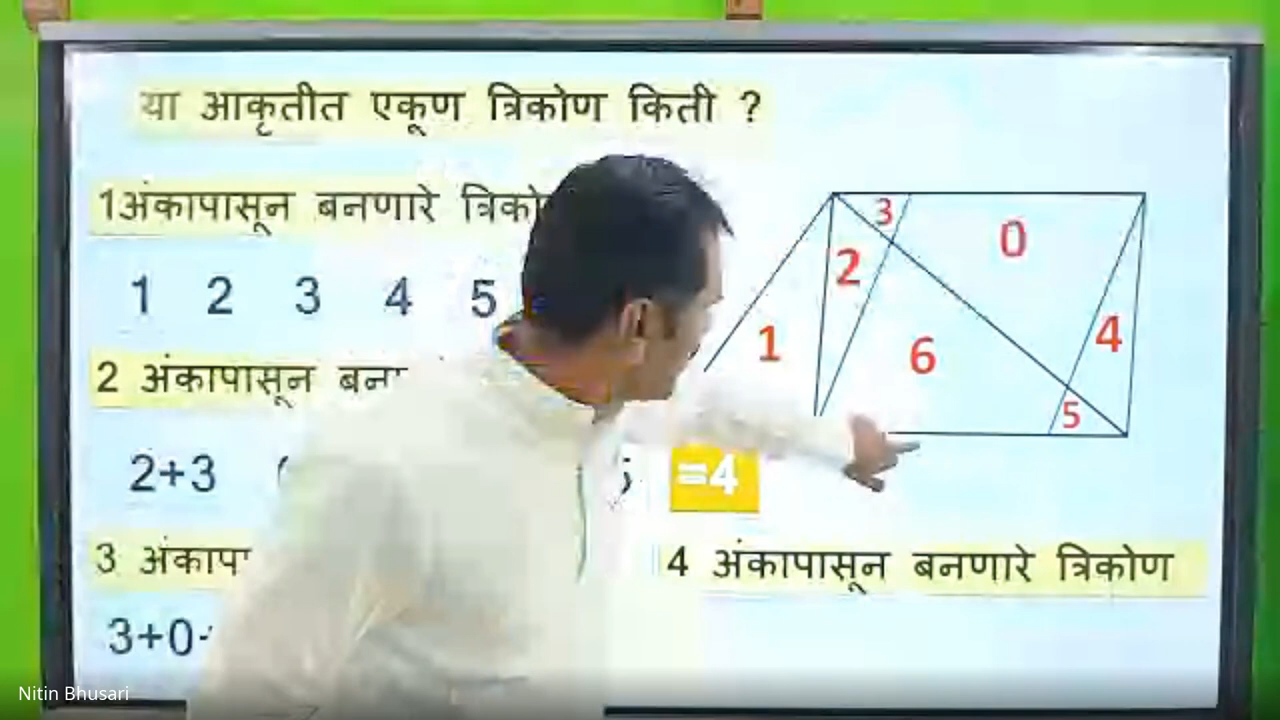 या आकृतीत एकूण त्रिकोण किती ?
1अंकापासून बनणारे
1 2 3 4 5
2 अंकापासून
2+3 =4
3
4 अंकापासून बनणारे त्रिकोण
3+0
3
0
2
1
6
4
5
Nitin Bhusari